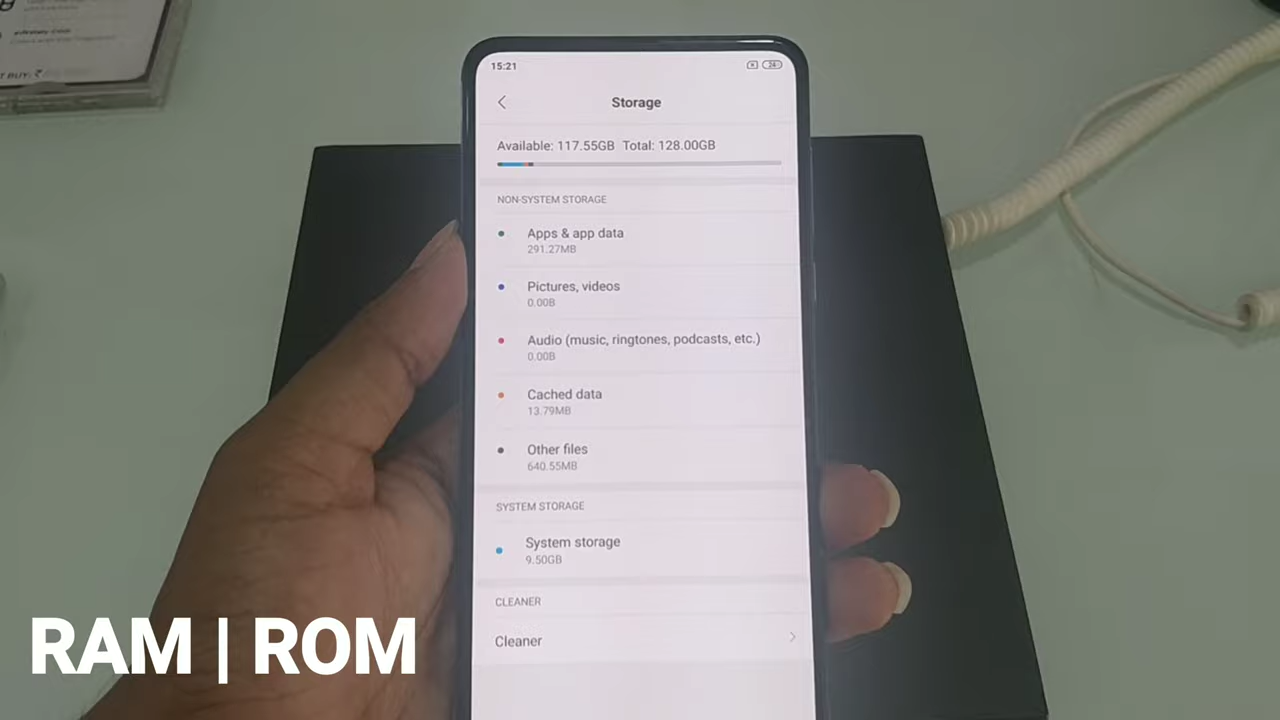 T BUY: ₹
15:21
Storage
Available: 117.55GB Total: 128.00GB
NON-SYSTEM STORAGE
Apps & app data
291.27MB
Pictures, videos
0.00B
Audio (music, ringtones, podcasts, etc.)
0.00B
Cached data
13.79MB
Other files
640.55MB
SYSTEM STORAGE
System storage
9.50GB
CLEANER
Cleaner
RAM | ROM